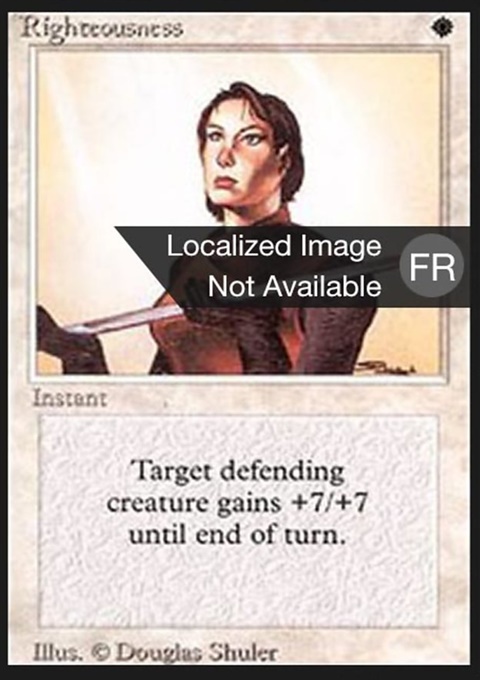 Righteousness
Localized Image
Not Available
FR
Instant
Target defending
creature gains +7/+7
until end of turn.
Illus. © Douglas Shuler